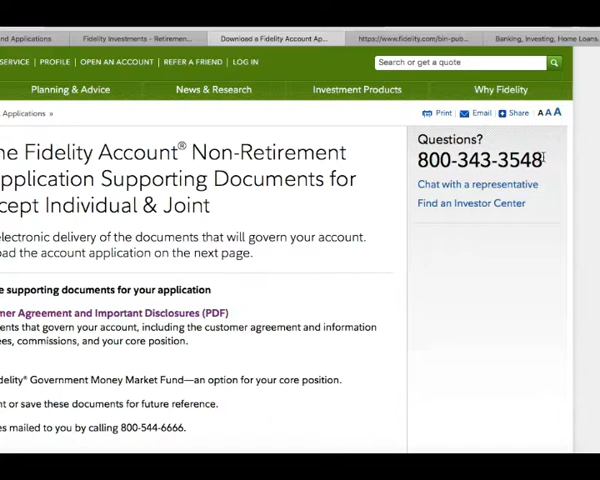 nd Applications
Fidelity Investments - Retiremen...
Download a Fidelity Account Ap...
https://www.fidelity.com/bin-pub...
Banking, Investing, Home Loans.
SERVICE | PROFILE | OPEN AN ACCOUNT | REFER A FRIEND | LOG IN
Search or get a quote
Planning & Advice
News & Research
Investment Products
Why Fidelity
Applications »
Print
Email
Share
A A A
he Fidelity Account® Non-Retirement
pplication Supporting Documents for
cept Individual & Joint
electronic delivery of the documents that will govern your account.
oad the account application on the next page.
e supporting documents for your application
mer Agreement and Important Disclosures (PDF)
ents that govern your account, including the customer agreement and information
ees, commissions, and your core position.
delity® Government Money Market Fund—an option for your core position.
nt or save these documents for future reference.
es mailed to you by calling 800-544-6666.
Questions?
800-343-3548
Chat with a representative
Find an Investor Center